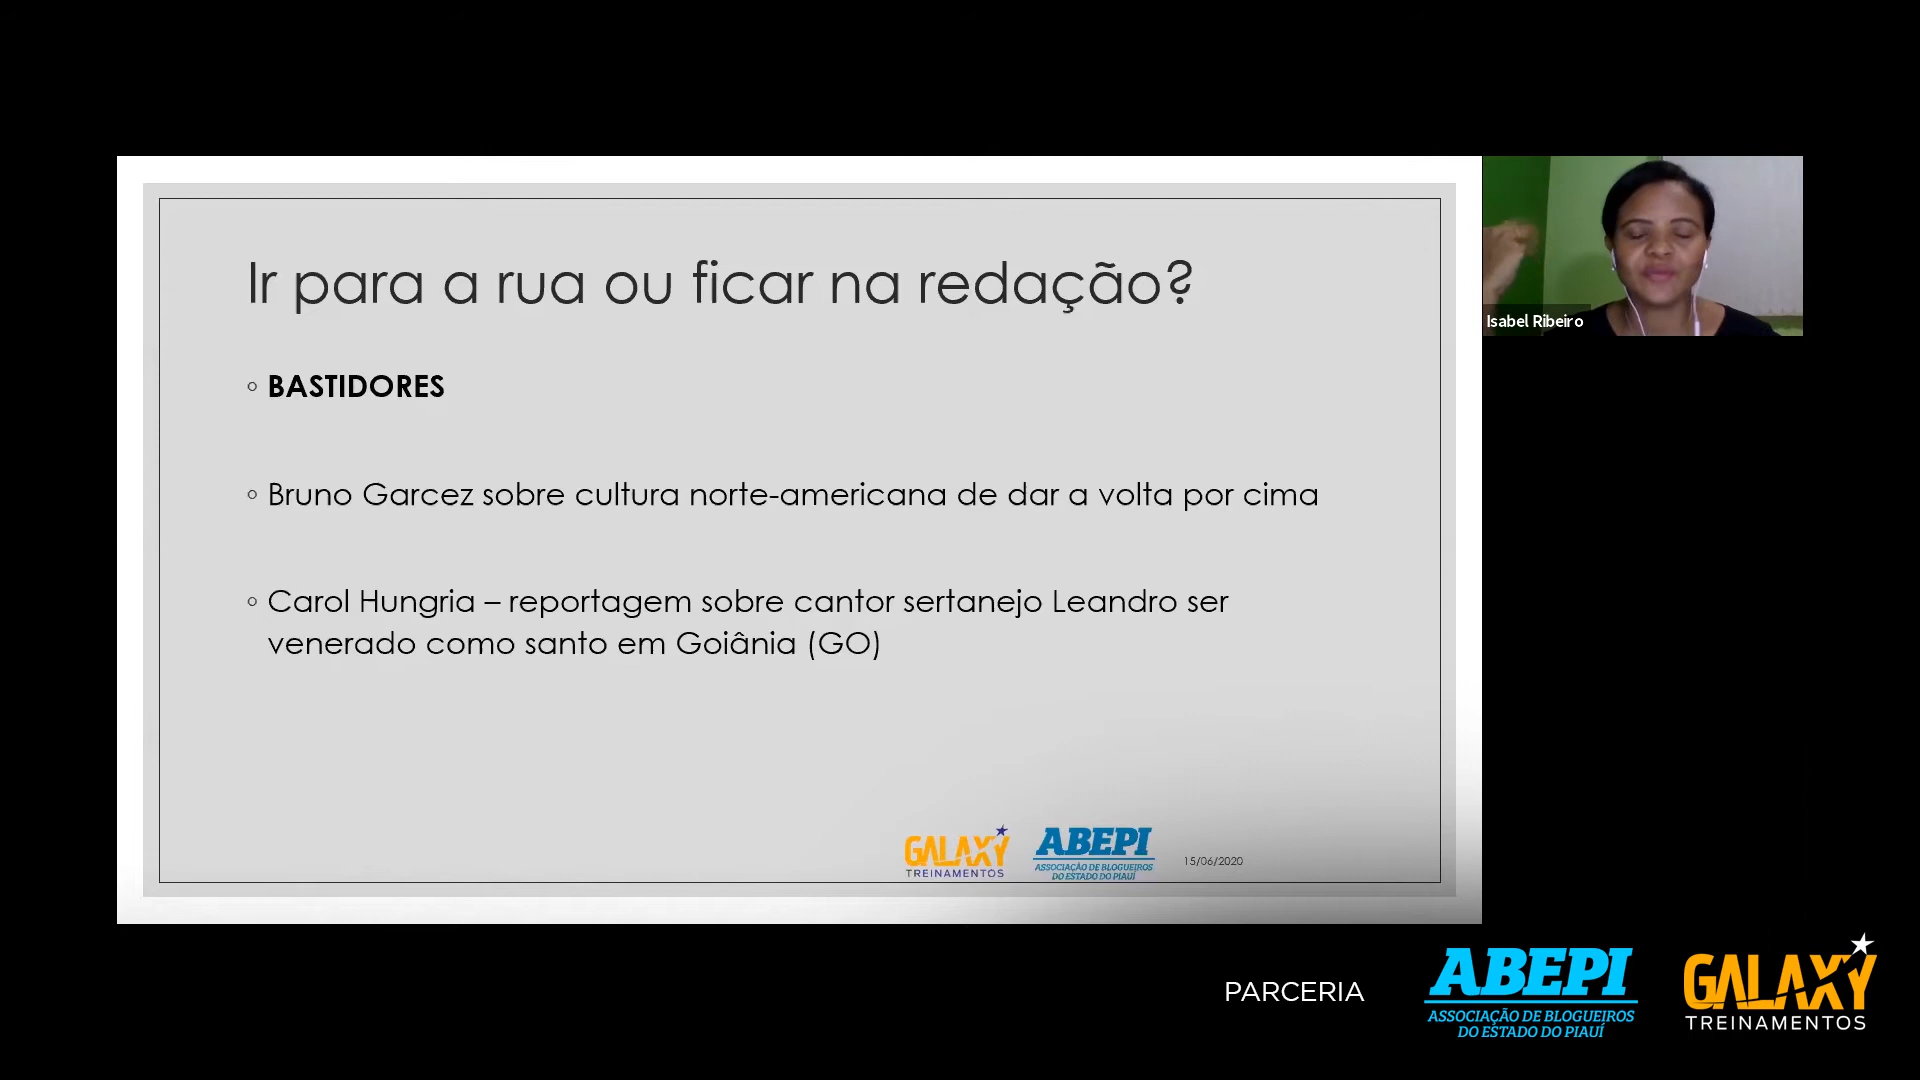 Ir para a rua ou ficar na redação?
BASTIDORES
Bruno Garcez sobre cultura norte-americana de dar a volta por cima
Carol Hungria – reportagem sobre cantor sertanejo Leandro ser
venerado como santo em Goiânia (GO)
GALAXY
TREINAMENTOS
ABEPI
ASSOCIAÇÃO DE BLOGUEIROS
DO ESTADO DO PIAUÍ
15/06/2020
Isabel Ribeiro
PARCERIA
ABEPI
ASSOCIAÇÃO DE BLOGUEIROS
DO ESTADO DO PIAUÍ
GALAXY
TREINAMENTOS